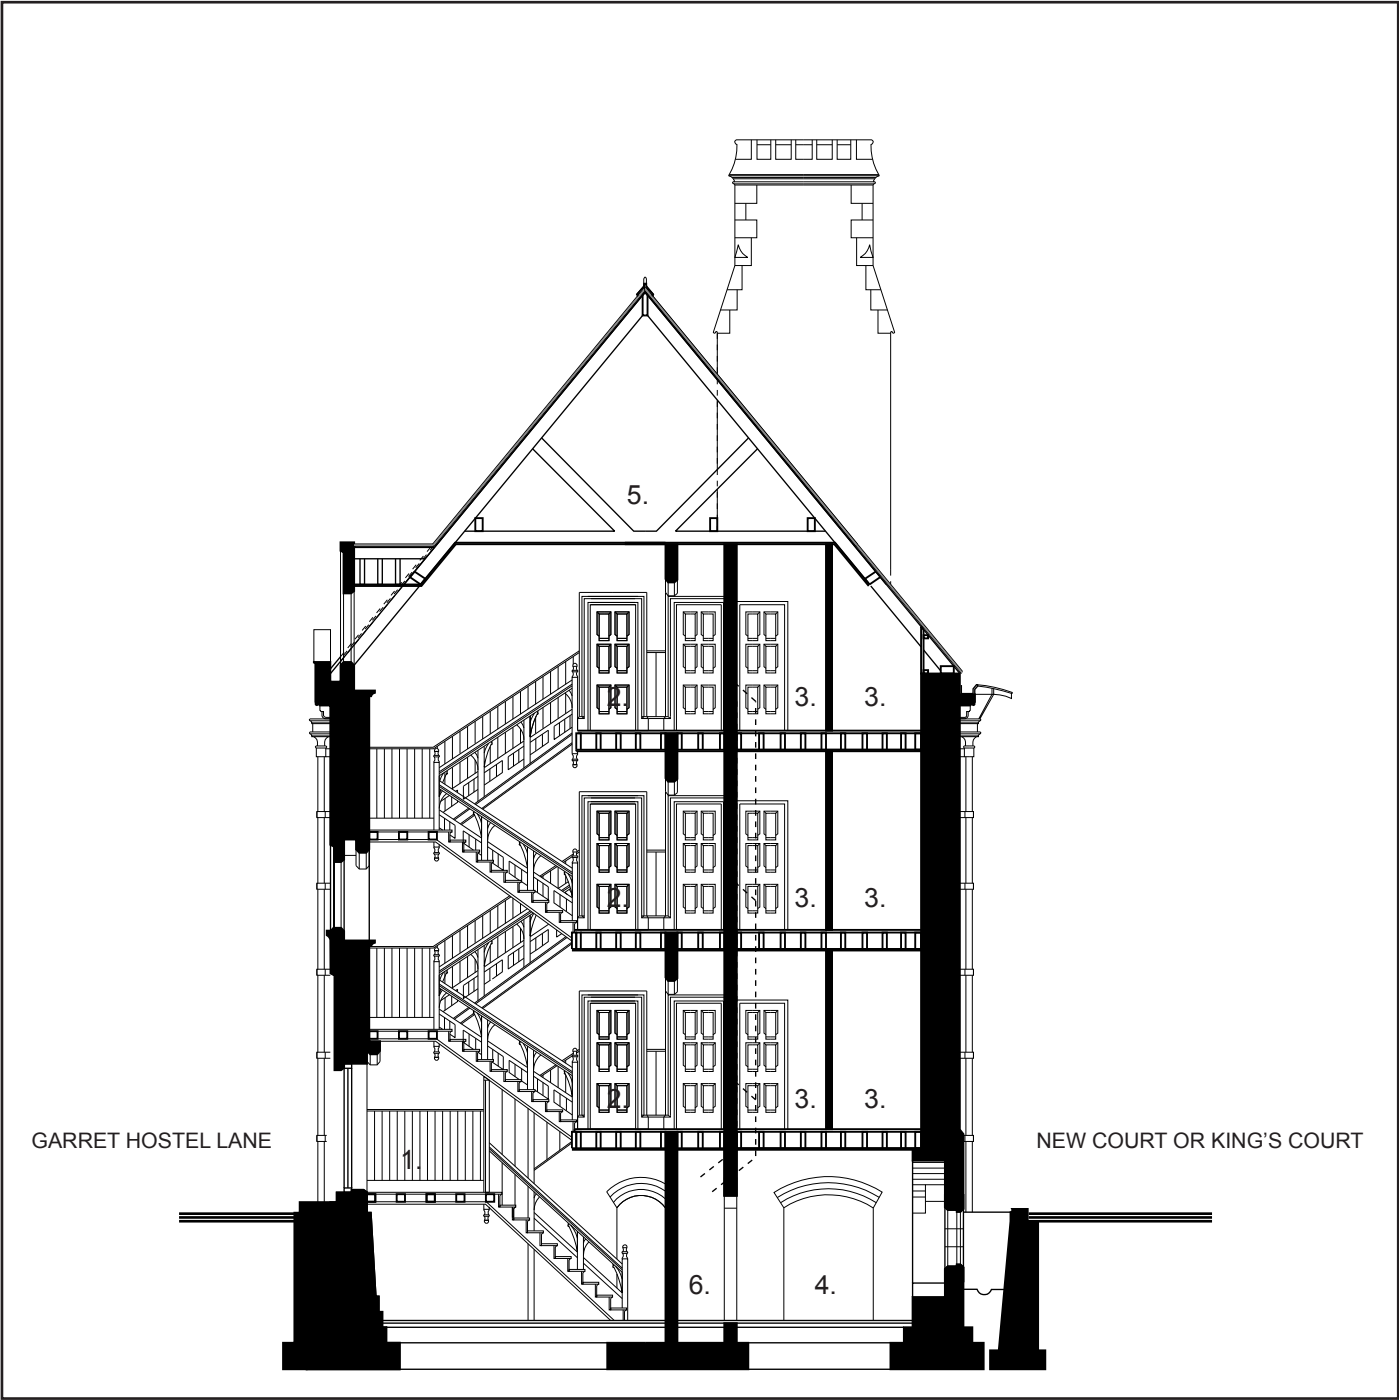 5.
2. 3. 3.
2. 3. 3.
2. 3. 3.
GARRET HOSTEL LANE
NEW COURT OR KING'S COURT
1.
6. 4.